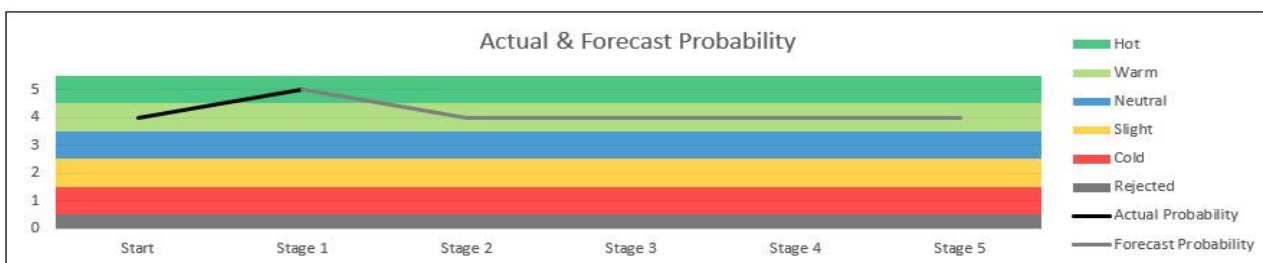 Actual & Forecast Probability
5
4
3
2
1
0
Start Stage 1 Stage 2 Stage 3 Stage 4 Stage 5
Hot
Warm
Neutral
Slight
Cold
Rejected
Actual Probability
Forecast Probability